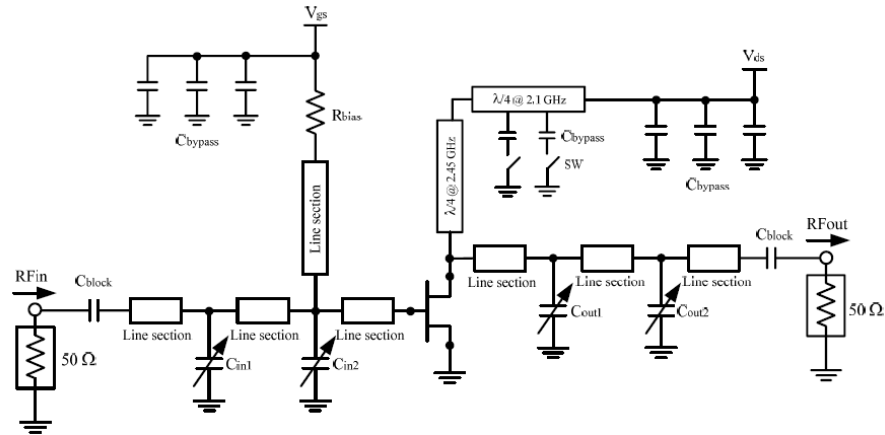 Vgs
Vds
λ/4 @ 2.1 GHz
Rbias
Cbypass
Cbypass
SW
Cbypass
λ/4 @ 2.45 GHz
Line section
RFin
Cblock
Cblock
RFout
Line section
Line section
Line section
Line section
Line section
Line section
50 Ω
Cin1
Cin2
Cout1
Cout2
50 Ω